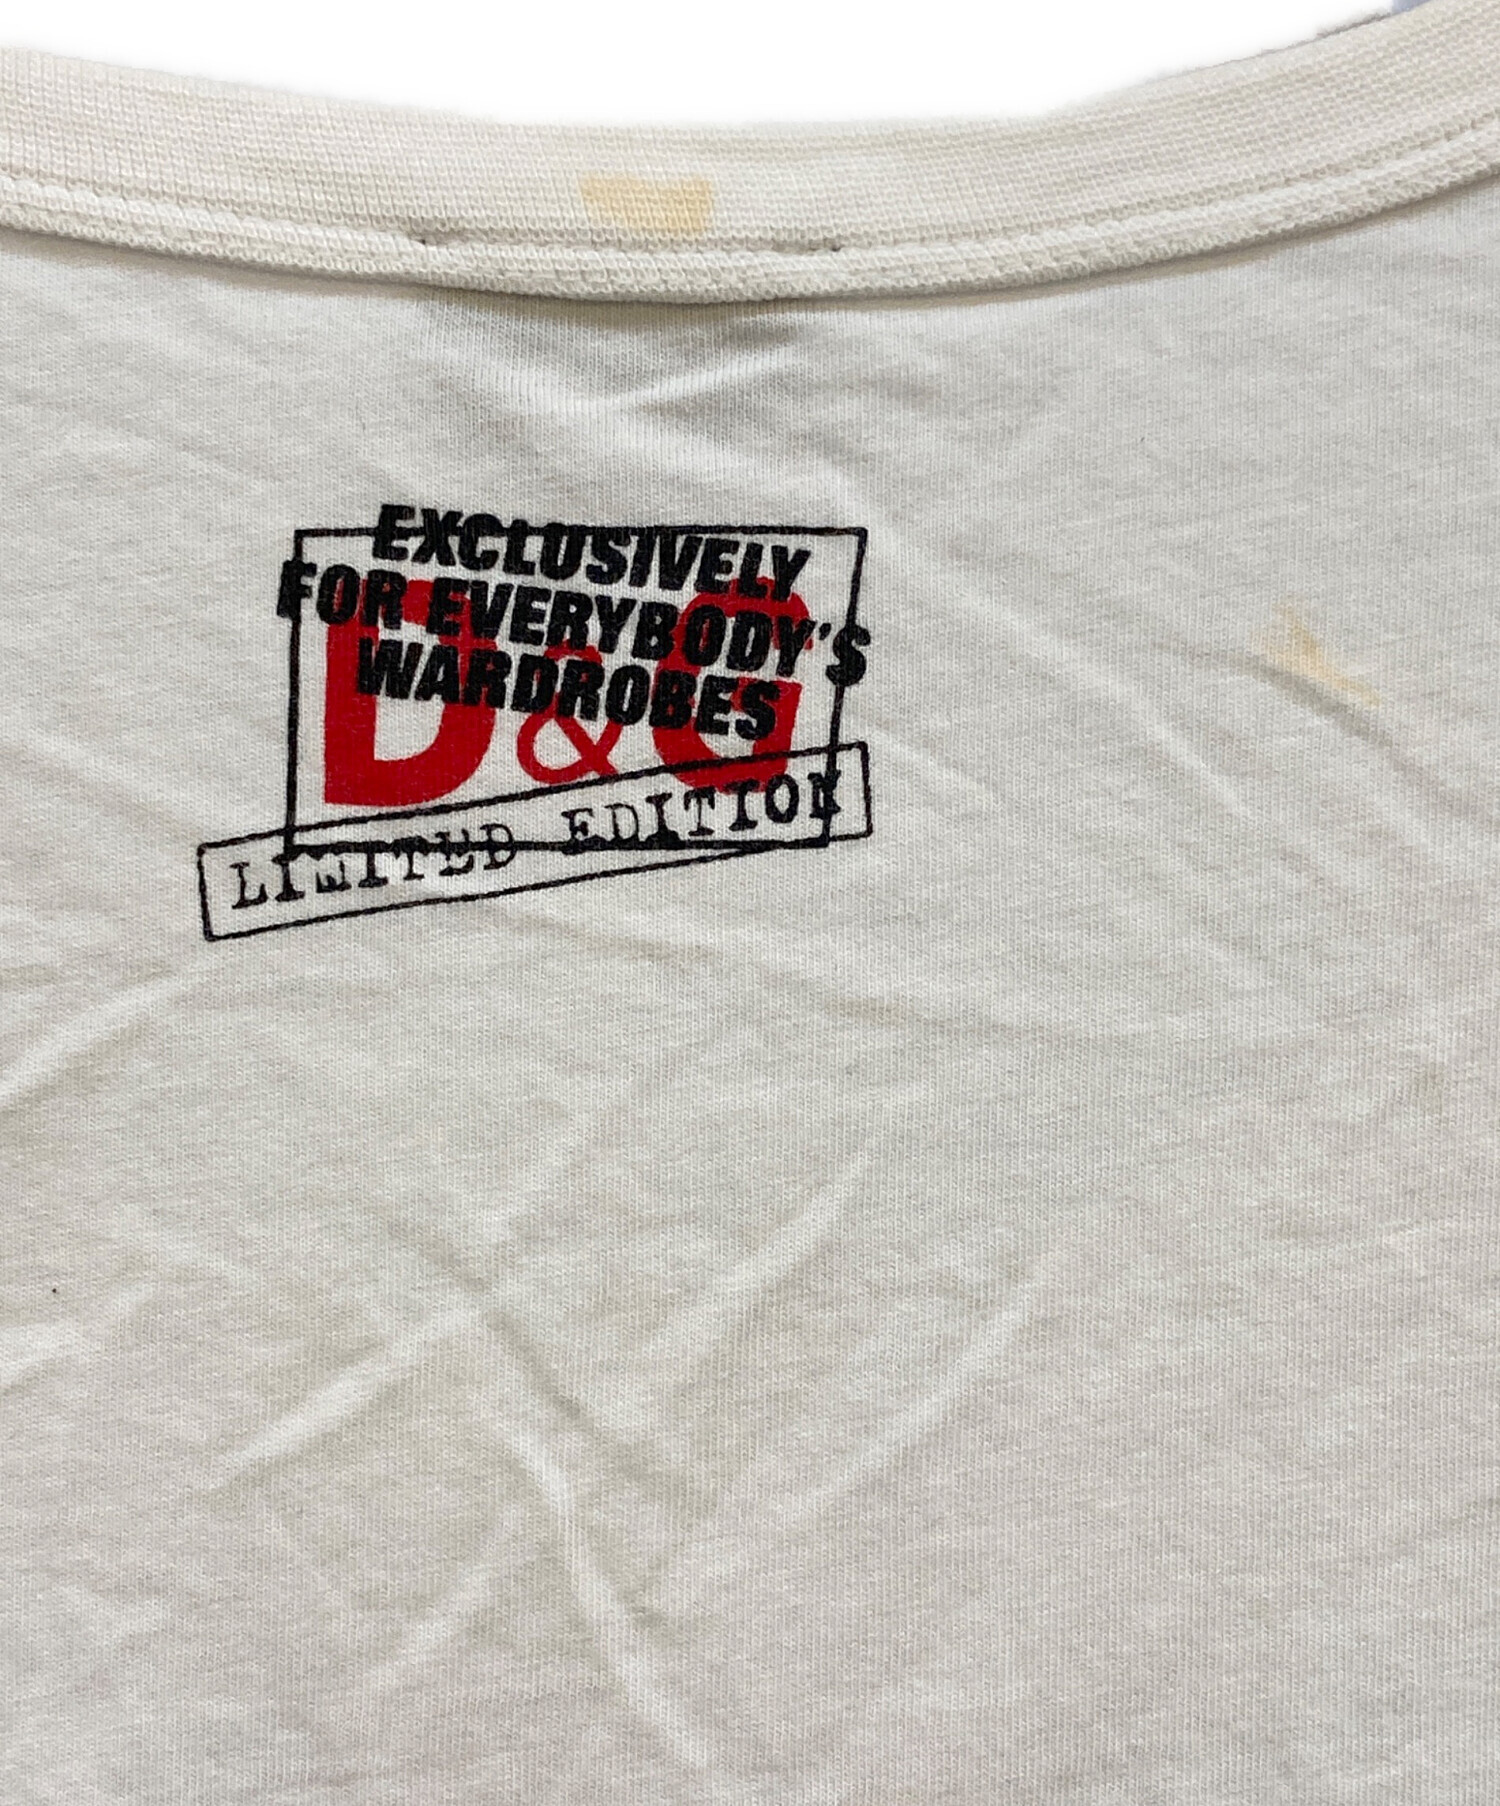 EXCLUSIVELY
FOR EVERYBODY'S
WARDROBES
D&G
LIMITED EDITION